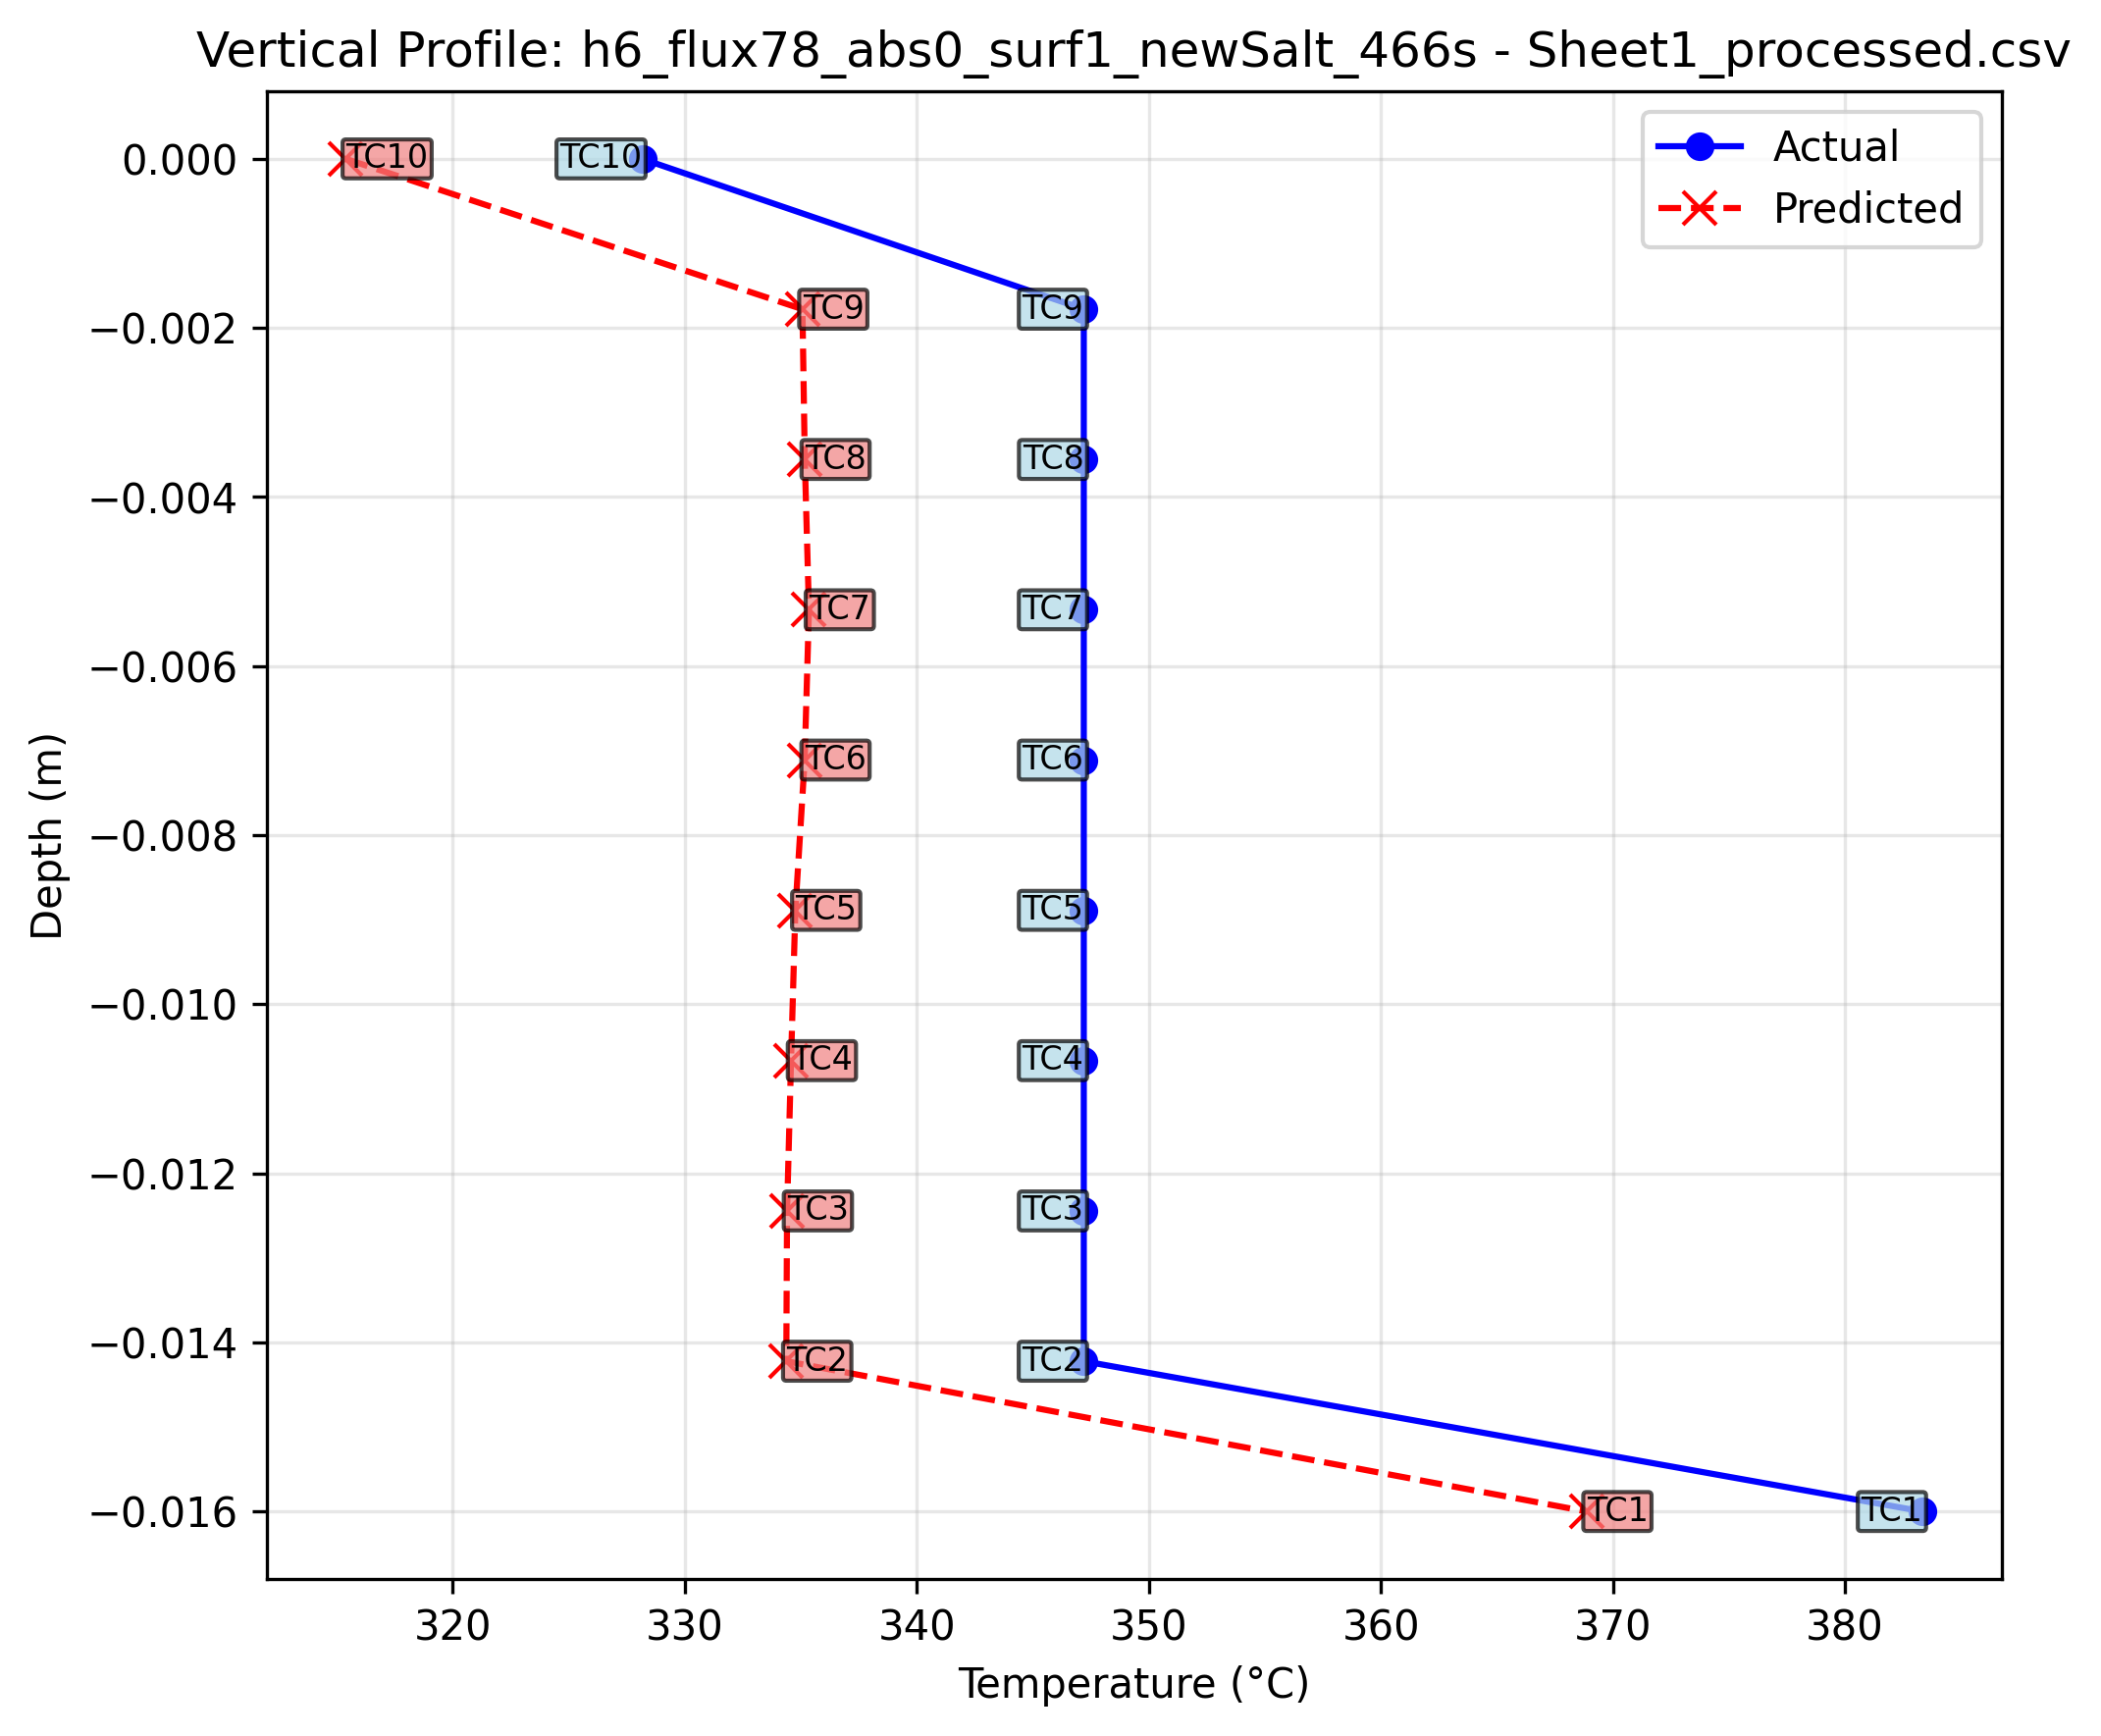 Vertical Profile: h6_flux78_abs0_surf1_newSalt_466s - Sheet1_processed.csv
Actual
Predicted
0.000
−0.002
−0.004
−0.006
−0.008
−0.010
−0.012
−0.014
−0.016
Depth (m)
TC10 TC10
TC9 TC9
TC8 TC8
TC7 TC7
TC6 TC6
TC5 TC5
TC4 TC4
TC3 TC3
TC2 TC2
TC1 TC1
320 330 340 350 360 370 380
Temperature (°C)